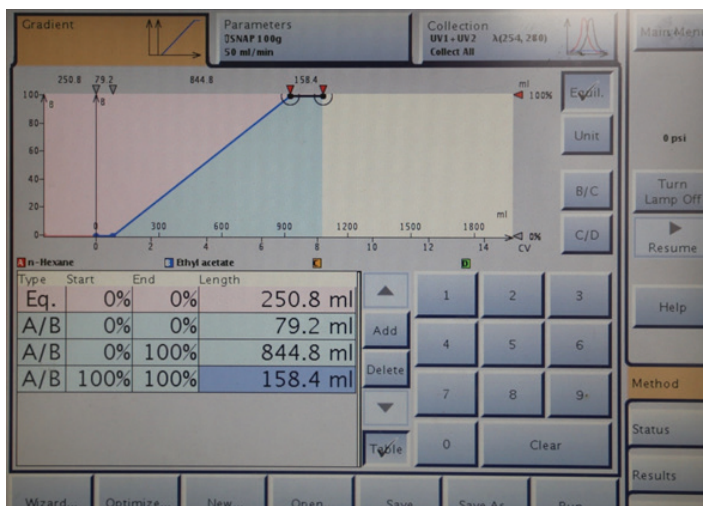 Gradient
Parameters
SNAP 100g
50 ml/min
Collection
UV1+UV2 λ(254, 280)
Collect All
Main Menu
250.8 79.2 844.8 158.4 ml
100 B B 100% Equil.
80
60 Unit 0 psi
40 B/C Turn
Lamp Off
20 ml
0 300 600 900 1200 1500 1800 C/D Resume
0 0%
0 2 4 6 8 10 12 14 CV
A n-Hexane B Ethyl acetate C D
Type Start End Length
Eq. 0% 0% 250.8 ml
A/B 0% 0% 79.2 ml
A/B 0% 100% 844.8 ml
A/B 100% 100% 158.4 ml
Add
Delete
Table
1 2 3
4 5 6
7 8 9
0 Clear
Help
Method
Status
Results
Wizard... Optimize... New Open... Save Save As... Run